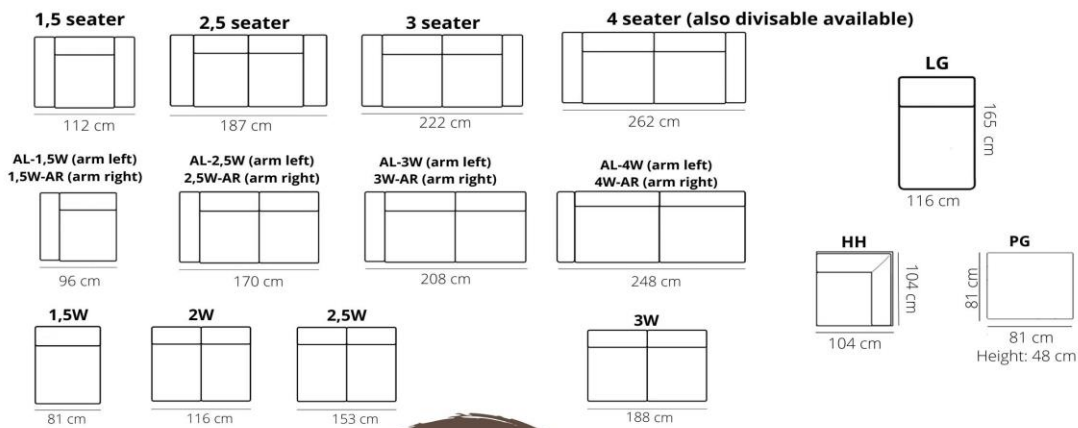 1,5 seater
112 cm
2,5 seater
187 cm
3 seater
222 cm
4 seater (also divisable available)
262 cm
LG
165 cm
116 cm
AL-1,5W (arm left)
1,5W-AR (arm right)
96 cm
AL-2,5W (arm left)
2,5W-AR (arm right)
170 cm
AL-3W (arm left)
3W-AR (arm right)
208 cm
AL-4W (arm left)
4W-AR (arm right)
248 cm
HH
104 cm
104 cm
PG
81 cm
81 cm
Height: 48 cm
1,5W
81 cm
2W
116 cm
2,5W
153 cm
3W
188 cm